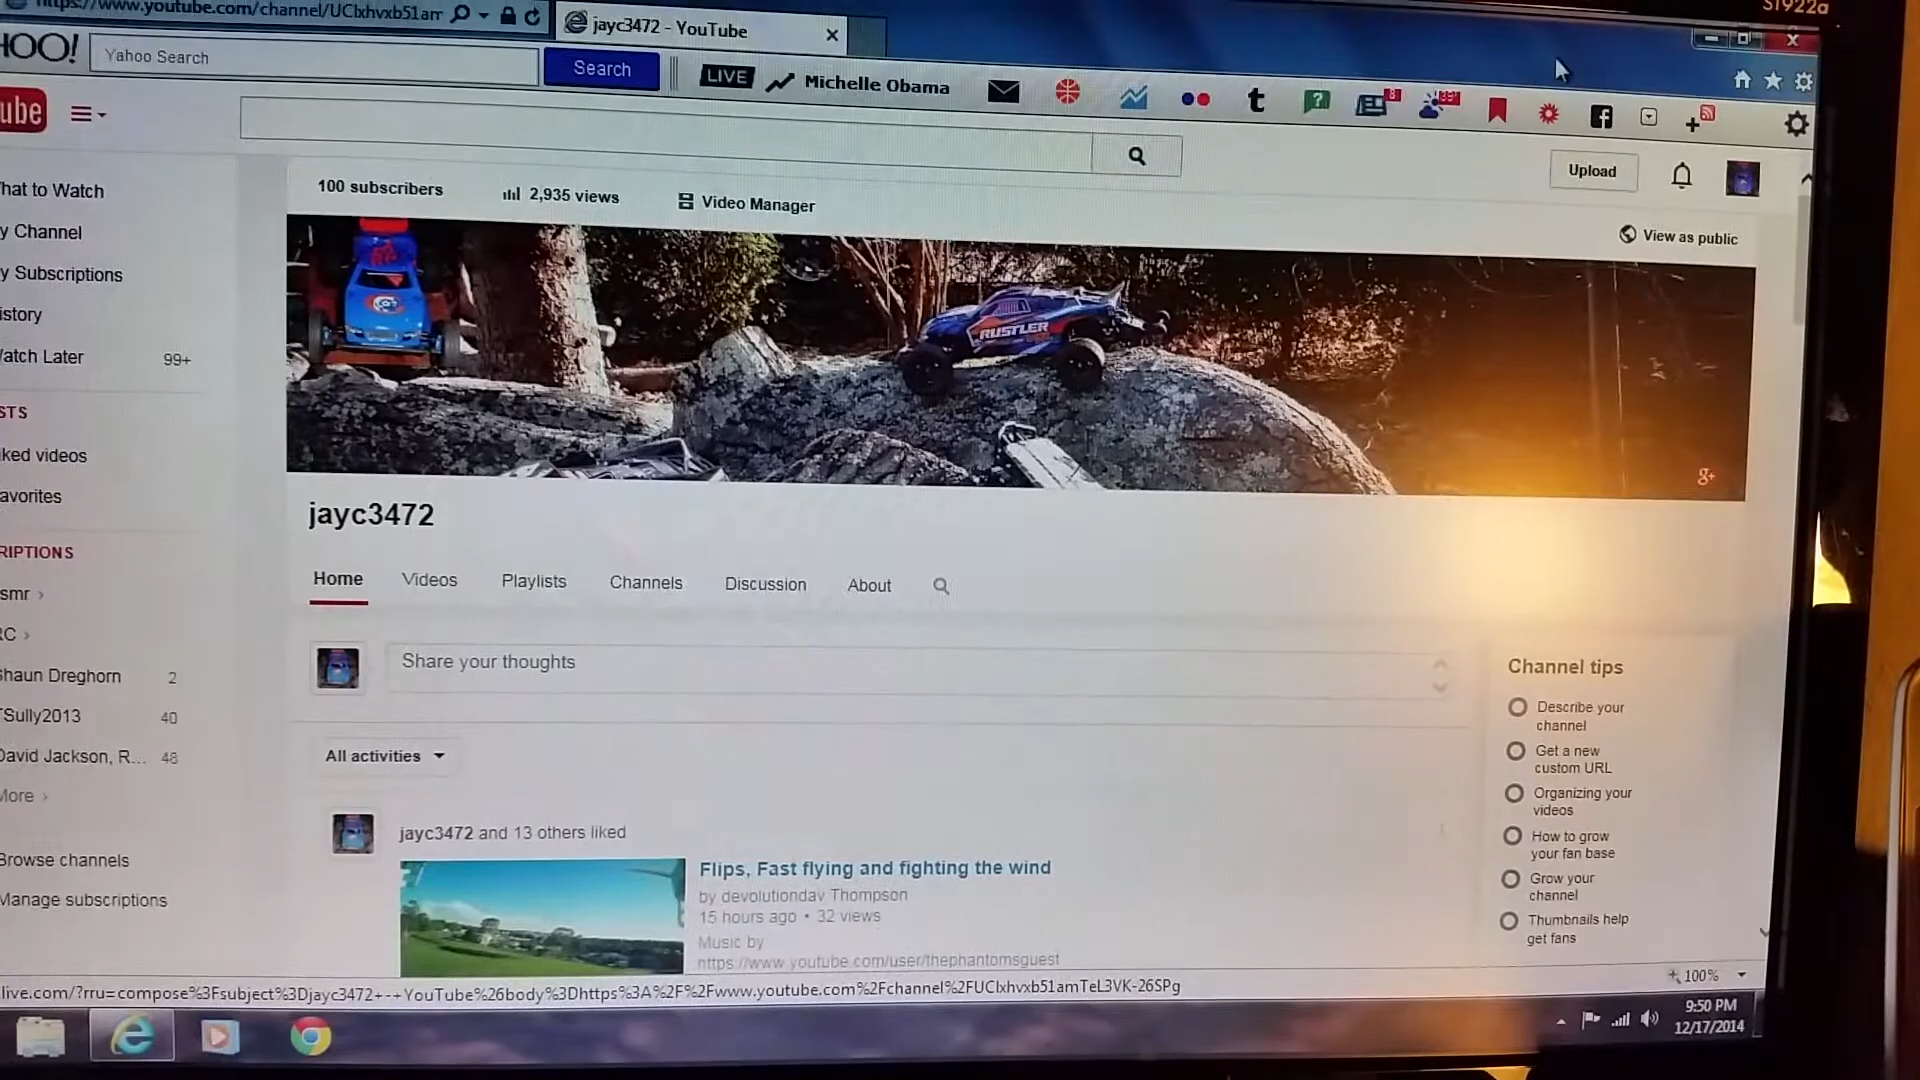 ST922a
https://www.youtube.com/channel/UClxhvxb51am
jayc3472 - YouTube
HOO!
Yahoo Search
Search
LIVE
Michelle Obama
t
?
8
39°
ube
Upload
hat to Watch
y Channel
y Subscriptions
istory
atch Later 99+
STS
ked videos
avorites
RIPTIONS
smr ›
RC ›
Shaun Dreghorn 2
TSully2013 40
David Jackson, R... 48
More ›
Browse channels
Manage subscriptions
100 subscribers
2,935 views
Video Manager
View as public
RUSTLER
g+
jayc3472
Home Videos Playlists Channels Discussion About
Share your thoughts
All activities
jayc3472 and 13 others liked
Flips, Fast flying and fighting the wind
by devolutiondav Thompson
15 hours ago • 32 views
Music by
https://www.youtube.com/user/thephantomsguest
Channel tips
Describe your
channel
Get a new
custom URL
Organizing your
videos
How to grow
your fan base
Grow your
channel
Thumbnails help
get fans
100%
live.com/?rru=compose%3Fsubject%3Djayc3472+-+YouTube%26body%3Dhttps%3A%2F%2Fwww.youtube.com%2Fchannel%2FUClxhvxb51amTeL3VK-26SPg
9:50 PM
12/17/2014